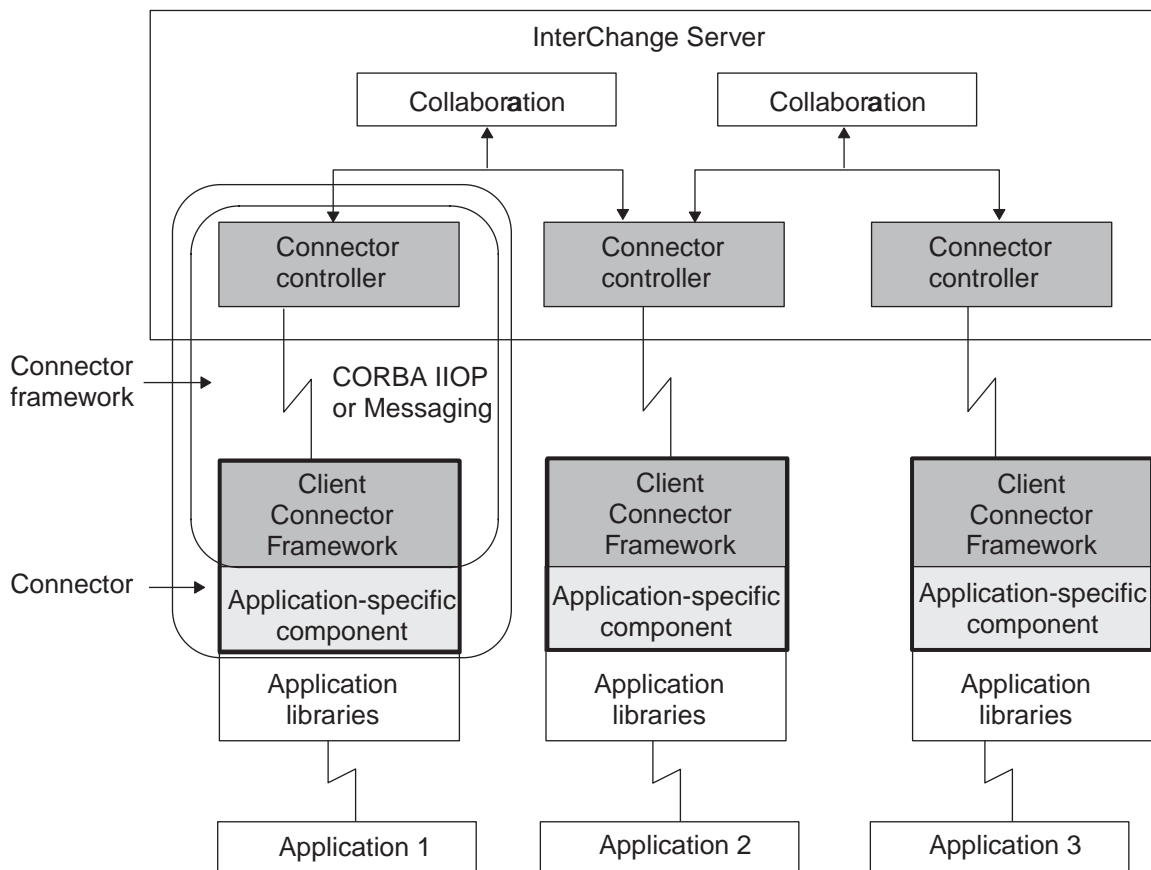 InterChange Server
Collaboration
Collaboration
Connector
controller
Connector
controller
Connector
controller
Connector
framework
CORBA IIOP
or Messaging
Client
Connector
Framework
Client
Connector
Framework
Client
Connector
Framework
Connector
Application-specific
component
Application-specific
component
Application-specific
component
Application
libraries
Application
libraries
Application
libraries
Application 1
Application 2
Application 3